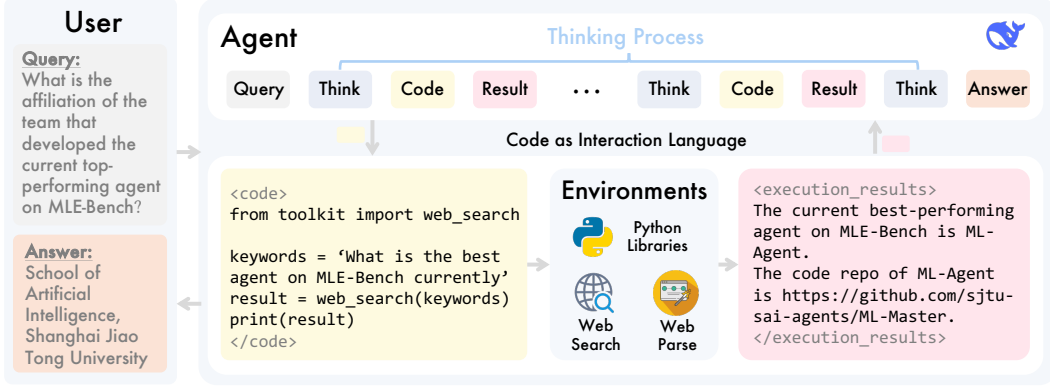 User
Query:
What is the
affiliation of the
team that
developed the
current top-
performing agent
on MLE-Bench?
Answer:
School of
Artificial
Intelligence,
Shanghai Jiao
Tong University
Agent
Thinking Process
Query Think Code Result ... Think Code Result Think Answer
Code as Interaction Language
<code>
from toolkit import web_search
keywords = ‘What is the best
agent on MLE-Bench currently’
result = web_search(keywords)
print(result)
</code>
Environments
Python
Libraries
Web
Search
Web
Parse
<execution_results>
The current best-performing
agent on MLE-Bench is ML-
Agent.
The code repo of ML-Agent
is https://github.com/sjtu-
sai-agents/ML-Master.
</execution_results>